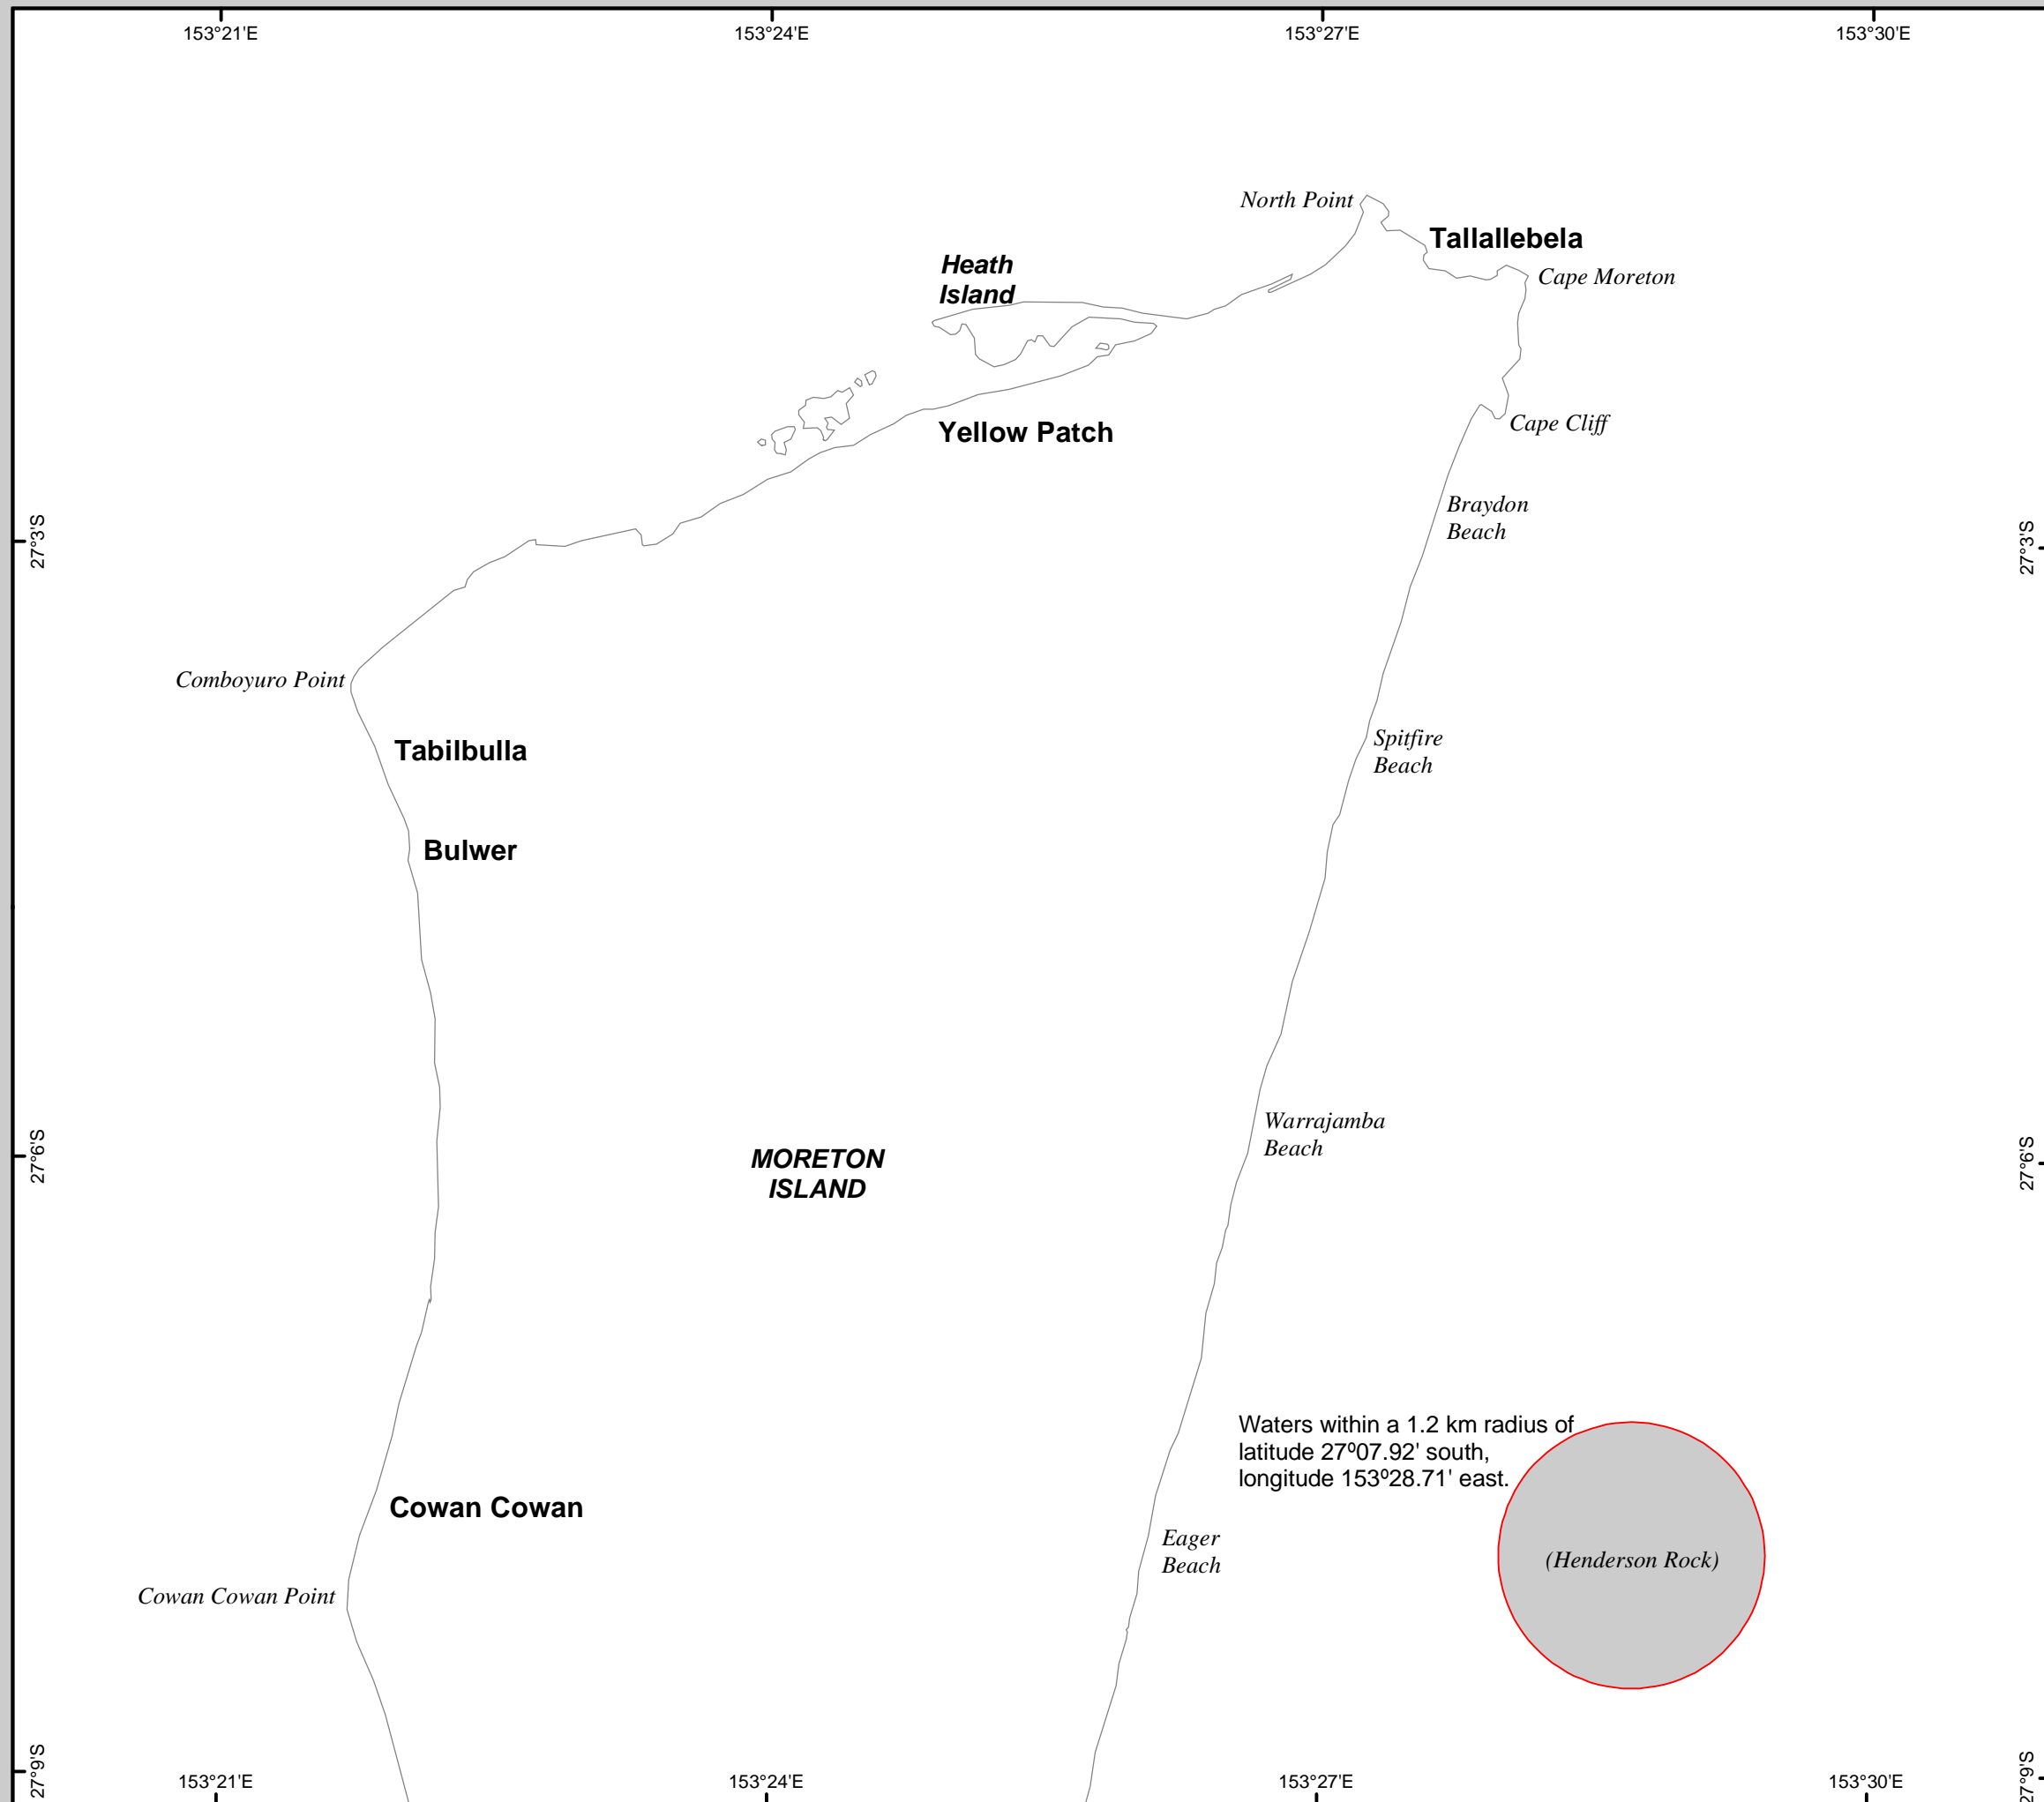 153°21'E
153°24'E
153°27'E
153°30'E
North Point
Tallallebela
Heath
Island
Cape Moreton
Cape Cliff
Yellow Patch
Braydon
Beach
27°3'S
27°3'S
Comboyuro Point
Tabilbulla
Spitfire
Beach
Bulwer
Warrajamba
Beach
27°6'S
27°6'S
MORETON
ISLAND
Waters within a 1.2 km radius of
latitude 27º07.92' south,
longitude 153º28.71' east.
Cowan Cowan
Eager
Beach
(Henderson Rock)
Cowan Cowan Point
27°9'S
27°9'S
153°21'E
153°24'E
153°27'E
153°30'E